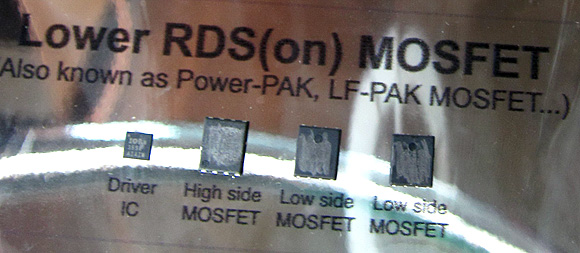 Lower RDS(on) MOSFET
(Also known as Power-PAK, LF-PAK MOSFET...)
Driver IC
High side MOSFET
Low side MOSFET
Low side MOSFET